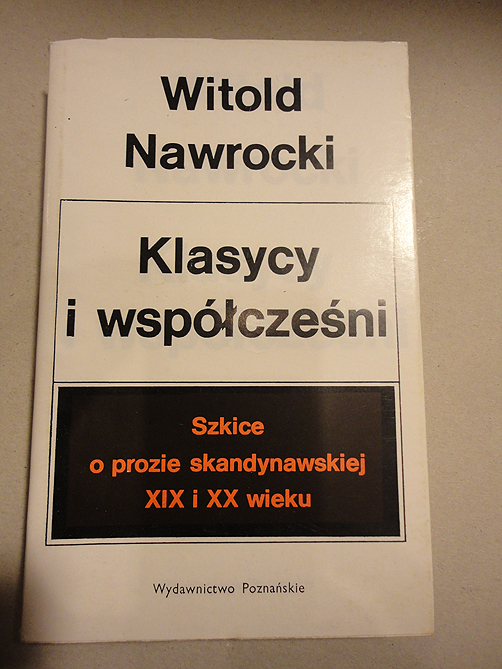 Witold
Nawrocki
Klasycy
i współcześni
Szkice
o prozie skandynawskiej
XIX i XX wieku
Wydawnictwo Poznańskie